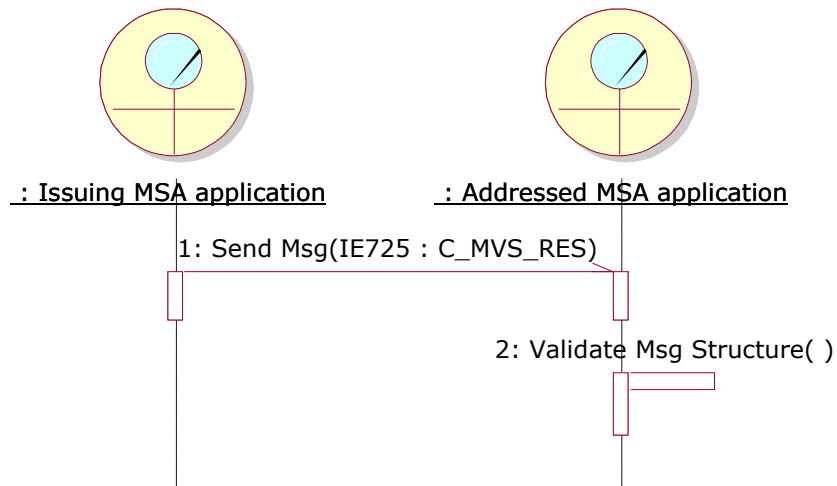 : Issuing MSA application
: Addressed MSA application
1: Send Msg(IE725 : C_MVS_RES)
2: Validate Msg Structure( )